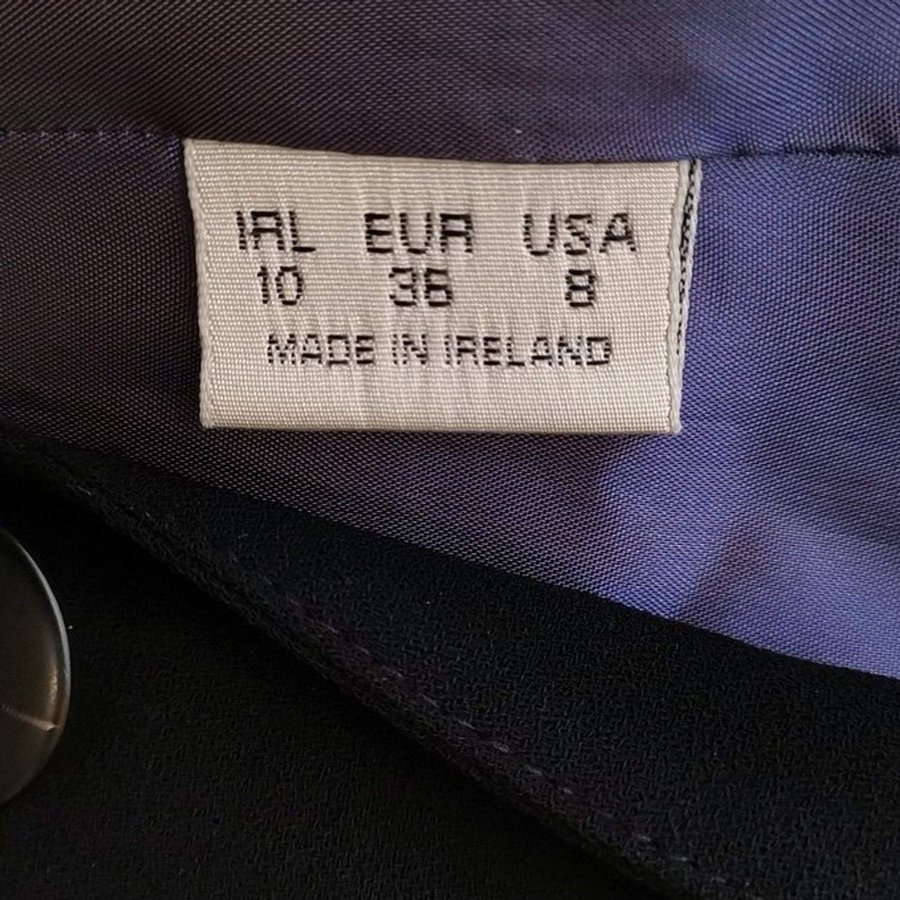 IRL EUR USA
10 36 8
MADE IN IRELAND